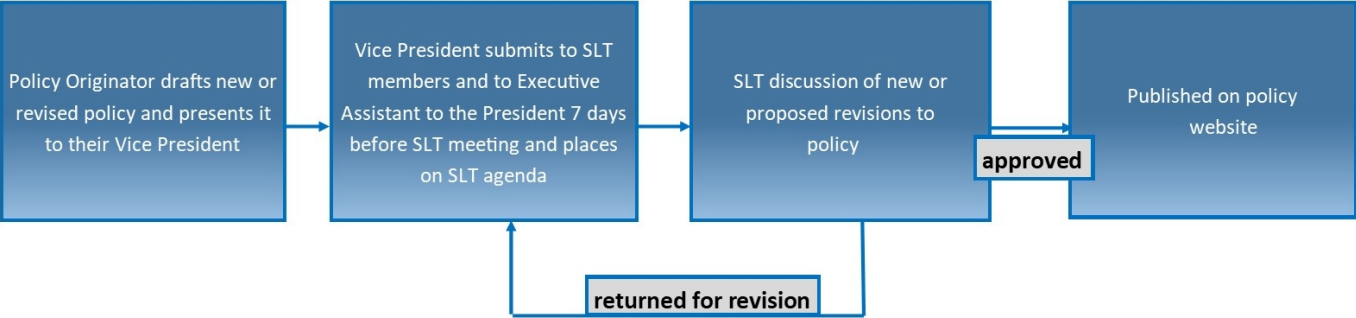 Policy Originator drafts new or
revised policy and presents it
to their Vice President
Vice President submits to SLT
members and to Executive
Assistant to the President 7 days
before SLT meeting and places
on SLT agenda
SLT discussion of new or
proposed revisions to
policy
approved
Published on policy
website
returned for revision